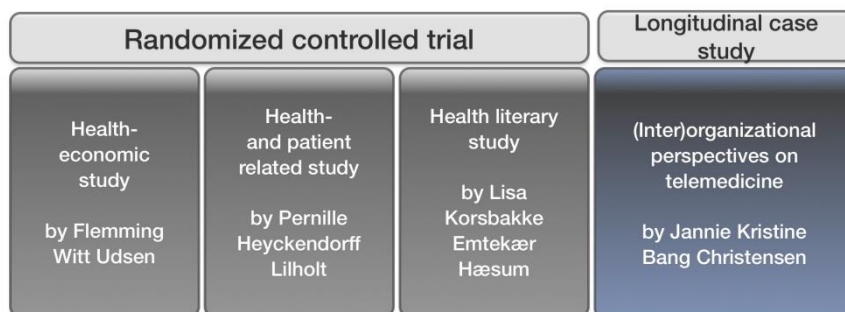 Randomized controlled trial
Longitudinal case
study
Health-
economic
study
by Flemming
Witt Udsen
Health-
and patient
related study
by Pernille
Heyckendorff
Lilholt
Health literary
study
by Lisa
Korsbakke
Emtekær
Hæsum
(Inter)organizational
perspectives on
telemedicine
by Jannie Kristine
Bang Christensen